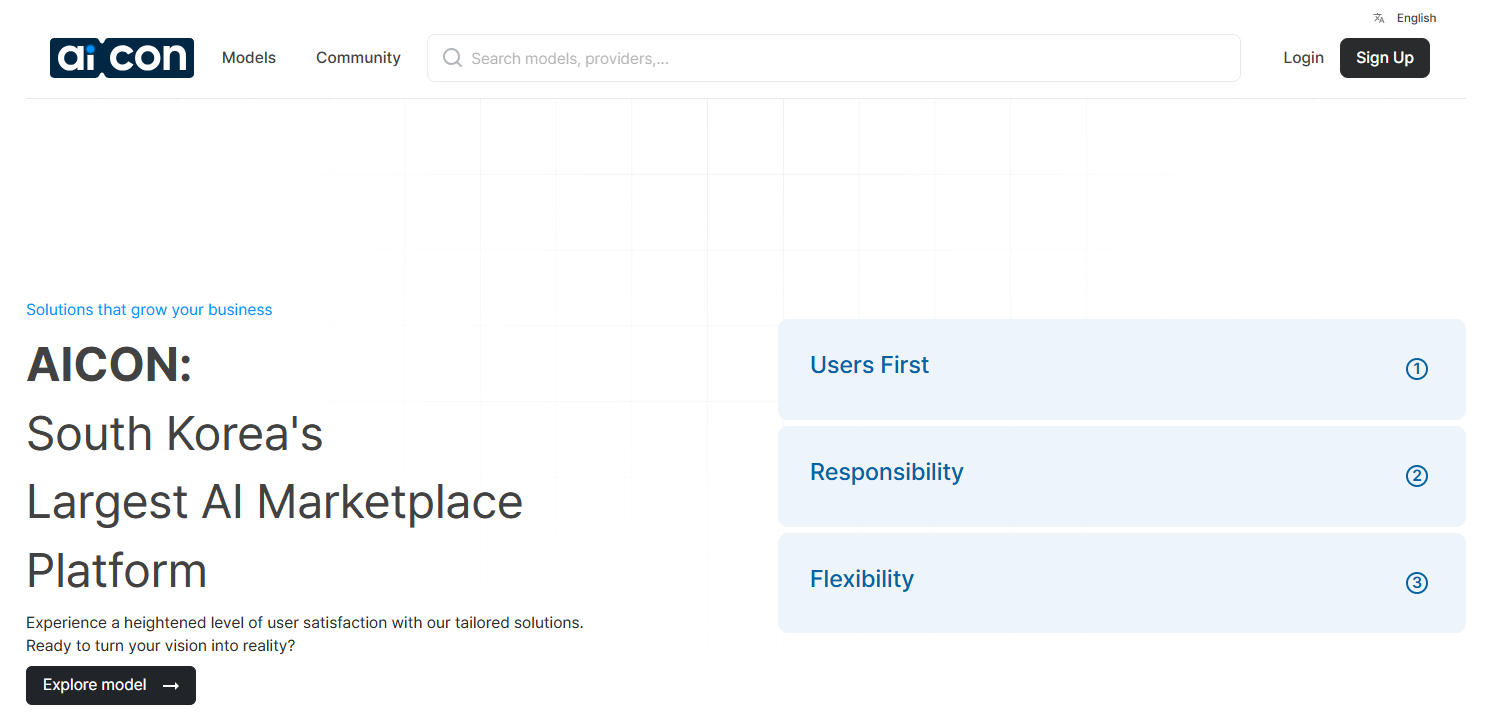 English
ai con
Models
Community
Search models, providers,...
Login
Sign Up
Solutions that grow your business
AICON:
South Korea's
Largest AI Marketplace
Platform
Experience a heightened level of user satisfaction with our tailored solutions.
Ready to turn your vision into reality?
Explore model →
Users First
1
Responsibility
2
Flexibility
3